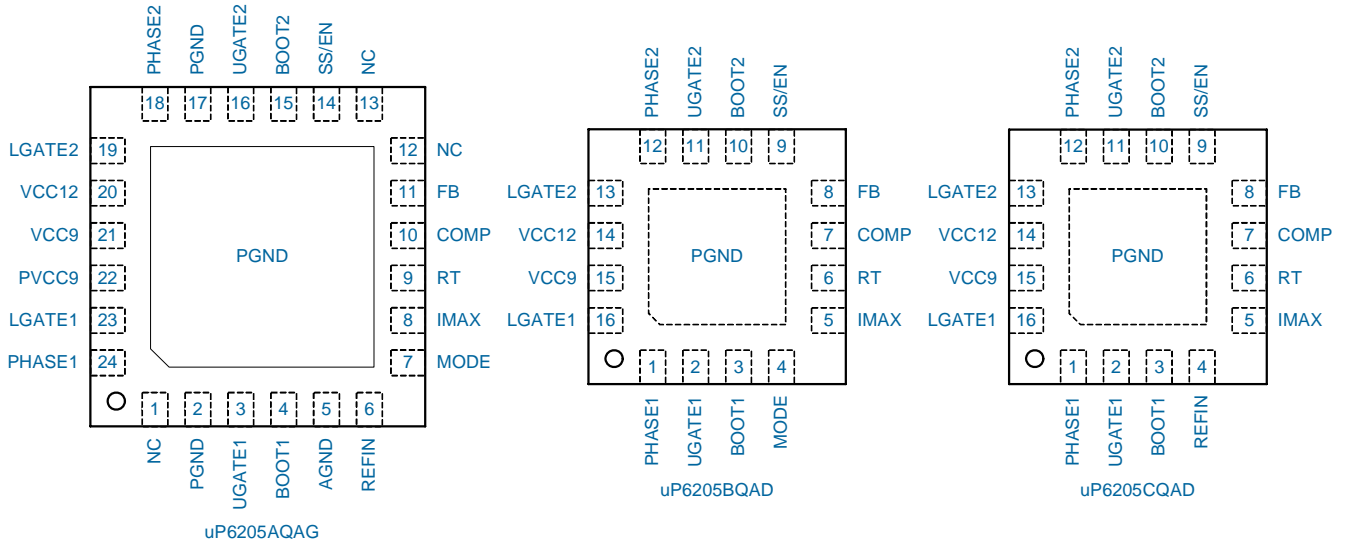 PHASE2
PGND
UGATE2
BOOT2
SS/EN
NC
18
17
16
15
14
13
LGATE2 19
VCC12 20
VCC9 21
PVCC9 22
LGATE1 23
PHASE1 24
PGND
12 NC
11 FB
10 COMP
9 RT
8 IMAX
7 MODE
1
2
3
4
5
6
NC
PGND
UGATE1
BOOT1
AGND
REFIN
uP6205AQAG
PHASE2
UGATE2
BOOT2
SS/EN
12
11
10
9
LGATE2 13
VCC12 14
VCC9 15
LGATE1 16
PGND
8 FB
7 COMP
6 RT
5 IMAX
1
2
3
4
PHASE1
UGATE1
BOOT1
MODE
uP6205BQAD
PHASE2
UGATE2
BOOT2
SS/EN
12
11
10
9
LGATE2 13
VCC12 14
VCC9 15
LGATE1 16
PGND
8 FB
7 COMP
6 RT
5 IMAX
1
2
3
4
PHASE1
UGATE1
BOOT1
REFIN
uP6205CQAD